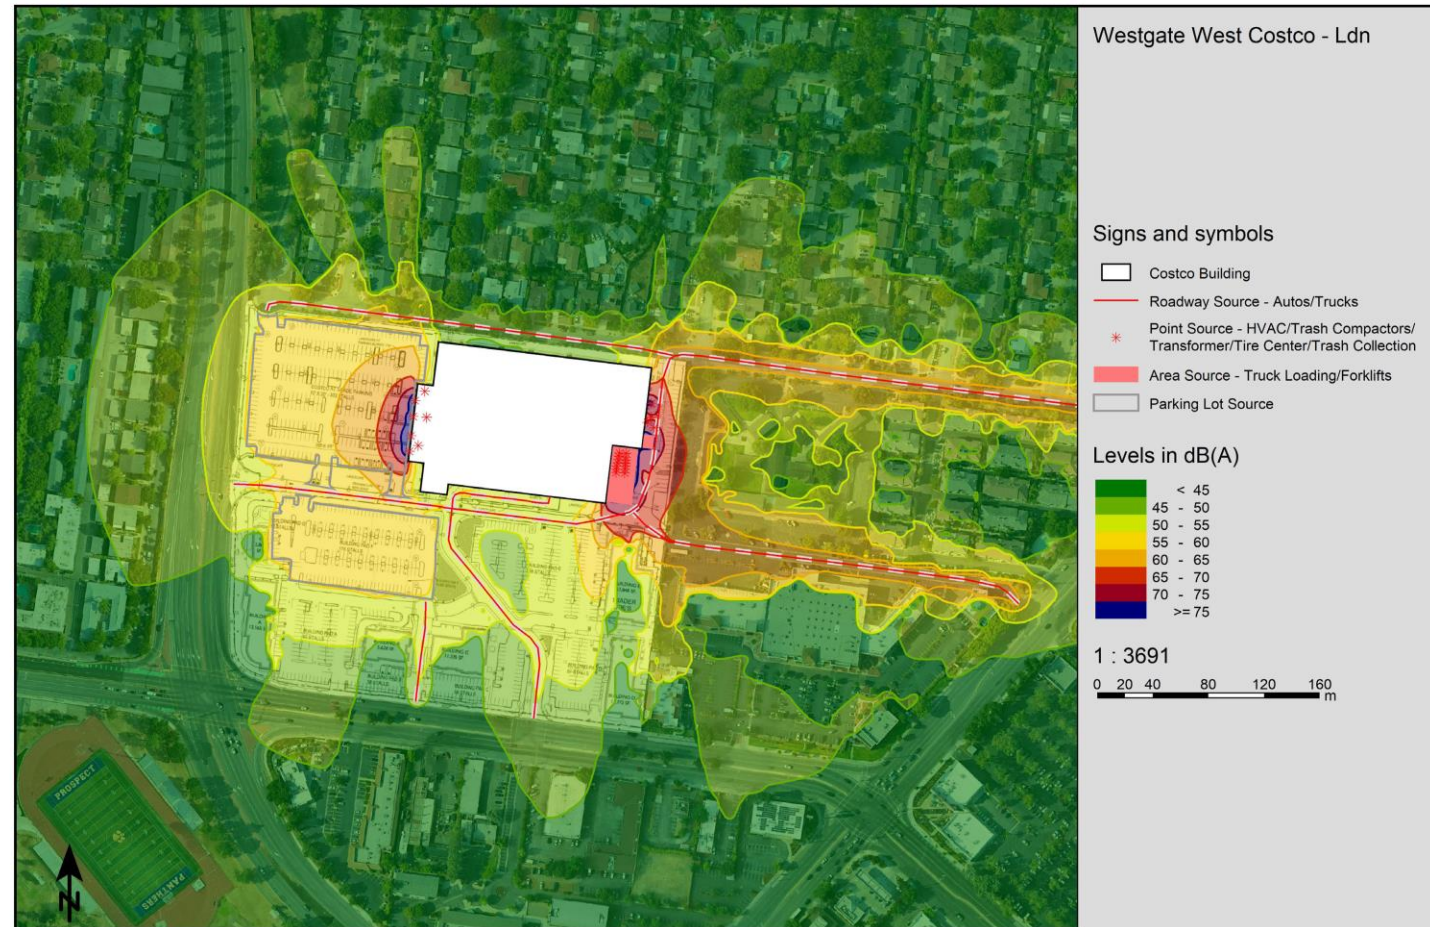 Westgate West Costco - Ldn
Signs and symbols
Costco Building
Roadway Source - Autos/Trucks
Point Source - HVAC/Trash Compactors/
Transformer/Tire Center/Trash Collection
Area Source - Truck Loading/Forklifts
Parking Lot Source
Levels in dB(A)
< 45
45 - 50
50 - 55
55 - 60
60 - 65
65 - 70
70 - 75
>= 75
1 : 3691
0 20 40 80 120 160
m
PROSPECT
PANTHERS
N